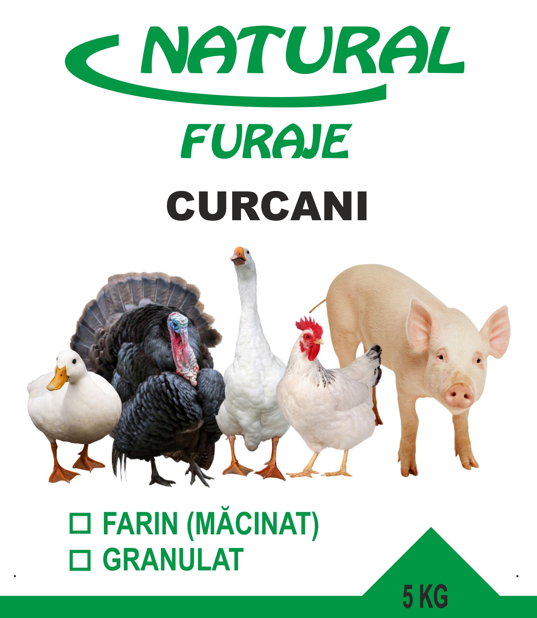 NATURAL
FURAJE
CURCANI
FARIN (MĂCINAT)
GRANULAT
5 KG